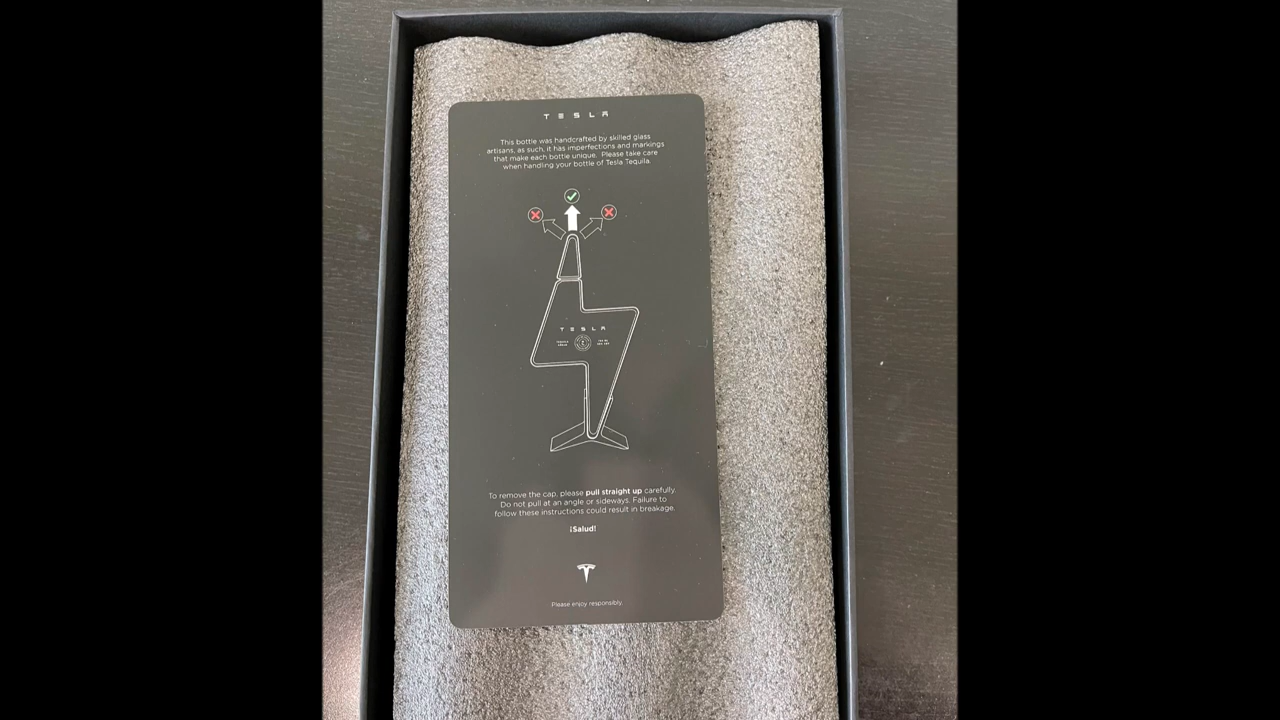 TESLA
This bottle was handcrafted by skilled glass
artisans, as such, it has imperfections and markings
that make each bottle unique. Please take care
when handling your bottle of Tesla Tequila.
TESLA
To remove the cap, please pull straight up carefully.
Do not pull at an angle or sideways. Failure to
follow these instructions could result in breakage.
¡Salud!
Please enjoy responsibly.